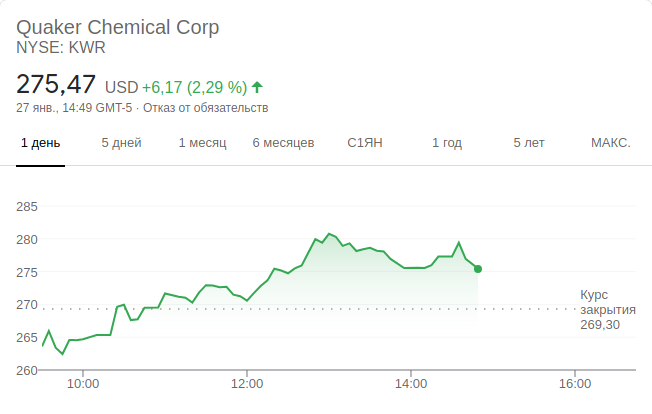 Quaker Chemical Corp
NYSE: KWR
275,47 USD +6,17 (2,29 %)
27 янв., 14:49 GMT-5 · Отказ от обязательств
1 день 5 дней 1 месяц 6 месяцев С1ЯН 1 год 5 лет МАКС.
285
280
275
270
265
260
Курс
закрытия
269,30
10:00 12:00 14:00 16:00